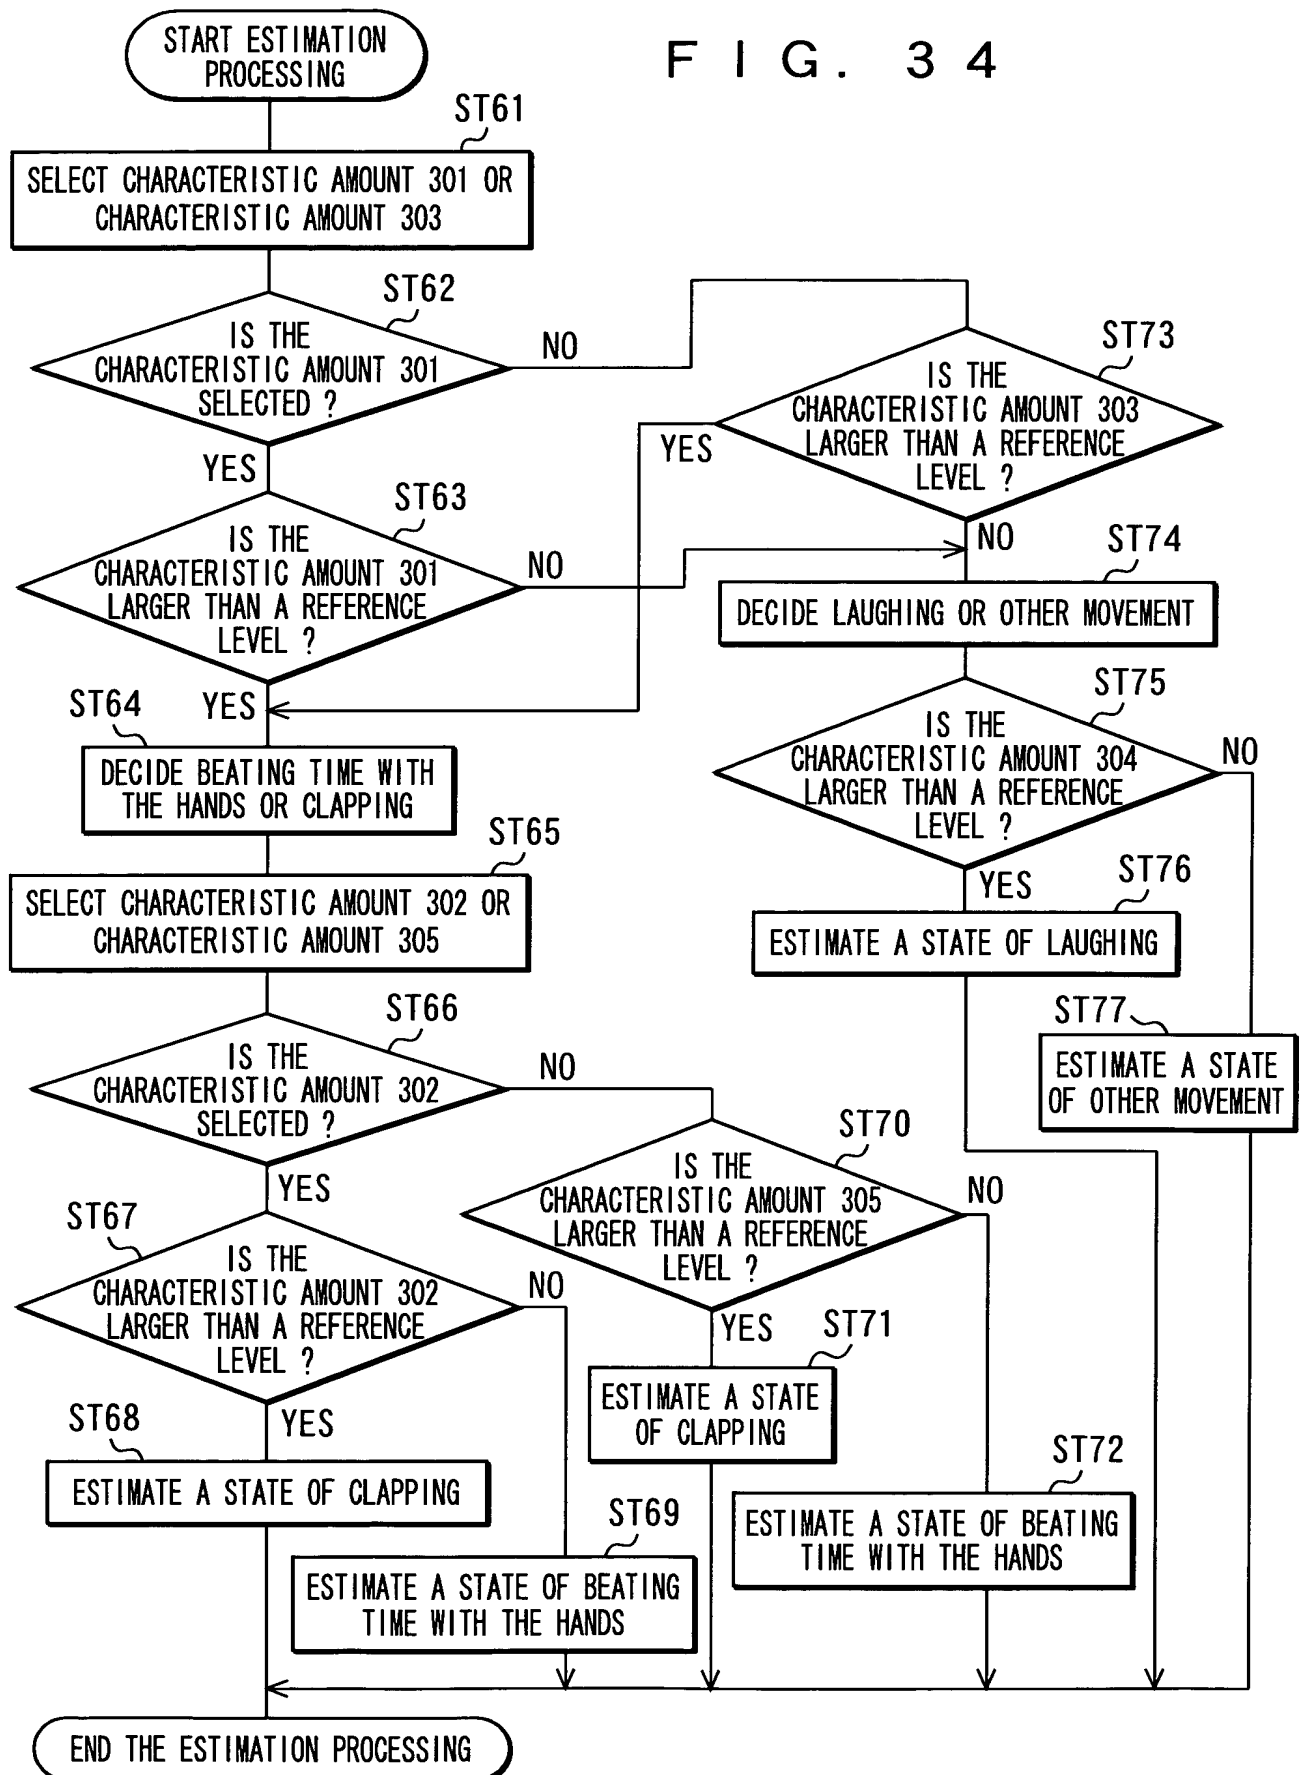 START ESTIMATION
PROCESSING
FIG. 34
ST61
SELECT CHARACTERISTIC AMOUNT 301 OR
CHARACTERISTIC AMOUNT 303
ST62
IS THE
CHARACTERISTIC AMOUNT 301
SELECTED ?
NO
YES
ST73
IS THE
CHARACTERISTIC AMOUNT 303
LARGER THAN A REFERENCE
LEVEL ?
YES
NO
ST63
IS THE
CHARACTERISTIC AMOUNT 301
LARGER THAN A REFERENCE
LEVEL ?
NO
YES
ST74
DECIDE LAUGHING OR OTHER MOVEMENT
ST64
DECIDE BEATING TIME WITH
THE HANDS OR CLAPPING
ST75
IS THE
CHARACTERISTIC AMOUNT 304
LARGER THAN A REFERENCE
LEVEL ?
NO
YES
ST65
SELECT CHARACTERISTIC AMOUNT 302 OR
CHARACTERISTIC AMOUNT 305
ST76
ESTIMATE A STATE OF LAUGHING
ST77
ESTIMATE A STATE
OF OTHER MOVEMENT
ST66
IS THE
CHARACTERISTIC AMOUNT 302
SELECTED ?
NO
YES
ST70
IS THE
CHARACTERISTIC AMOUNT 305
LARGER THAN A REFERENCE
LEVEL ?
NO
YES
ST67
IS THE
CHARACTERISTIC AMOUNT 302
LARGER THAN A REFERENCE
LEVEL ?
NO
YES
ST71
ESTIMATE A STATE
OF CLAPPING
ST68
ESTIMATE A STATE OF CLAPPING
ST72
ESTIMATE A STATE OF BEATING
TIME WITH THE HANDS
ST69
ESTIMATE A STATE OF BEATING
TIME WITH THE HANDS
END THE ESTIMATION PROCESSING